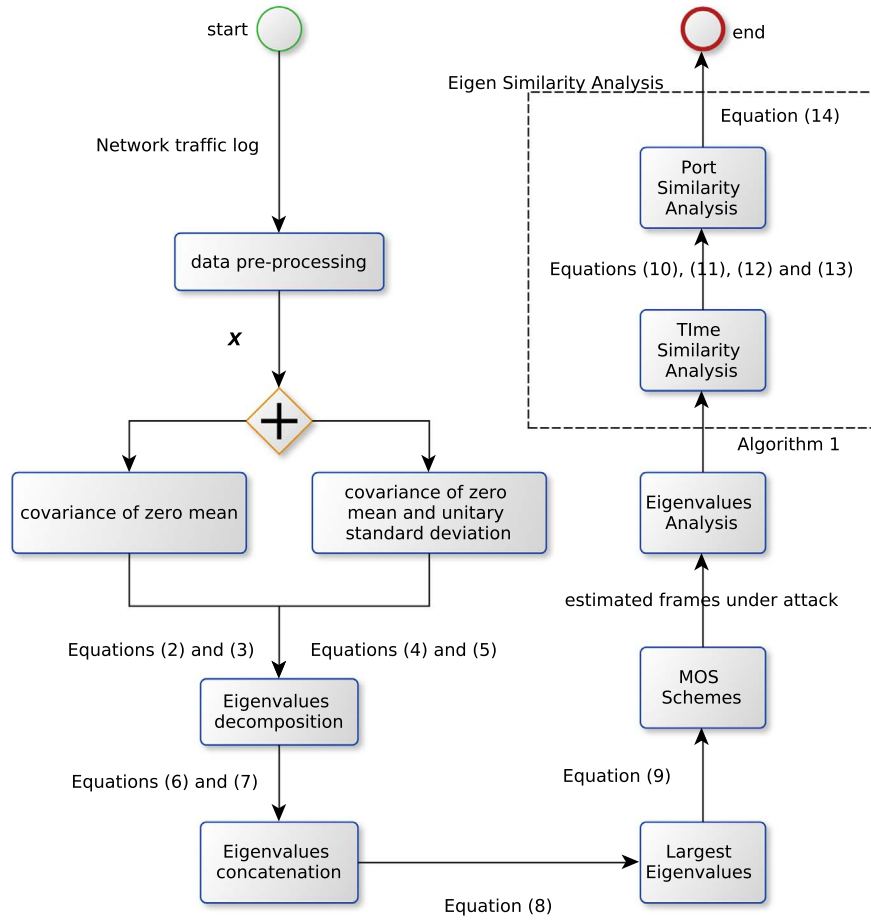 start
Network traffic log
data pre-processing
X
covariance of zero mean
covariance of zero
mean and unitary
standard deviation
Equations (2) and (3)
Equations (4) and (5)
Eigenvalues
decomposition
Equations (6) and (7)
Eigenvalues
concatenation
Equation (8)
Largest
Eigenvalues
Equation (9)
MOS
Schemes
estimated frames under attack
Eigenvalues
Analysis
Algorithm 1
TIme
Similarity
Analysis
Equations (10), (11), (12) and (13)
Port
Similarity
Analysis
Equation (14)
Eigen Similarity Analysis
end